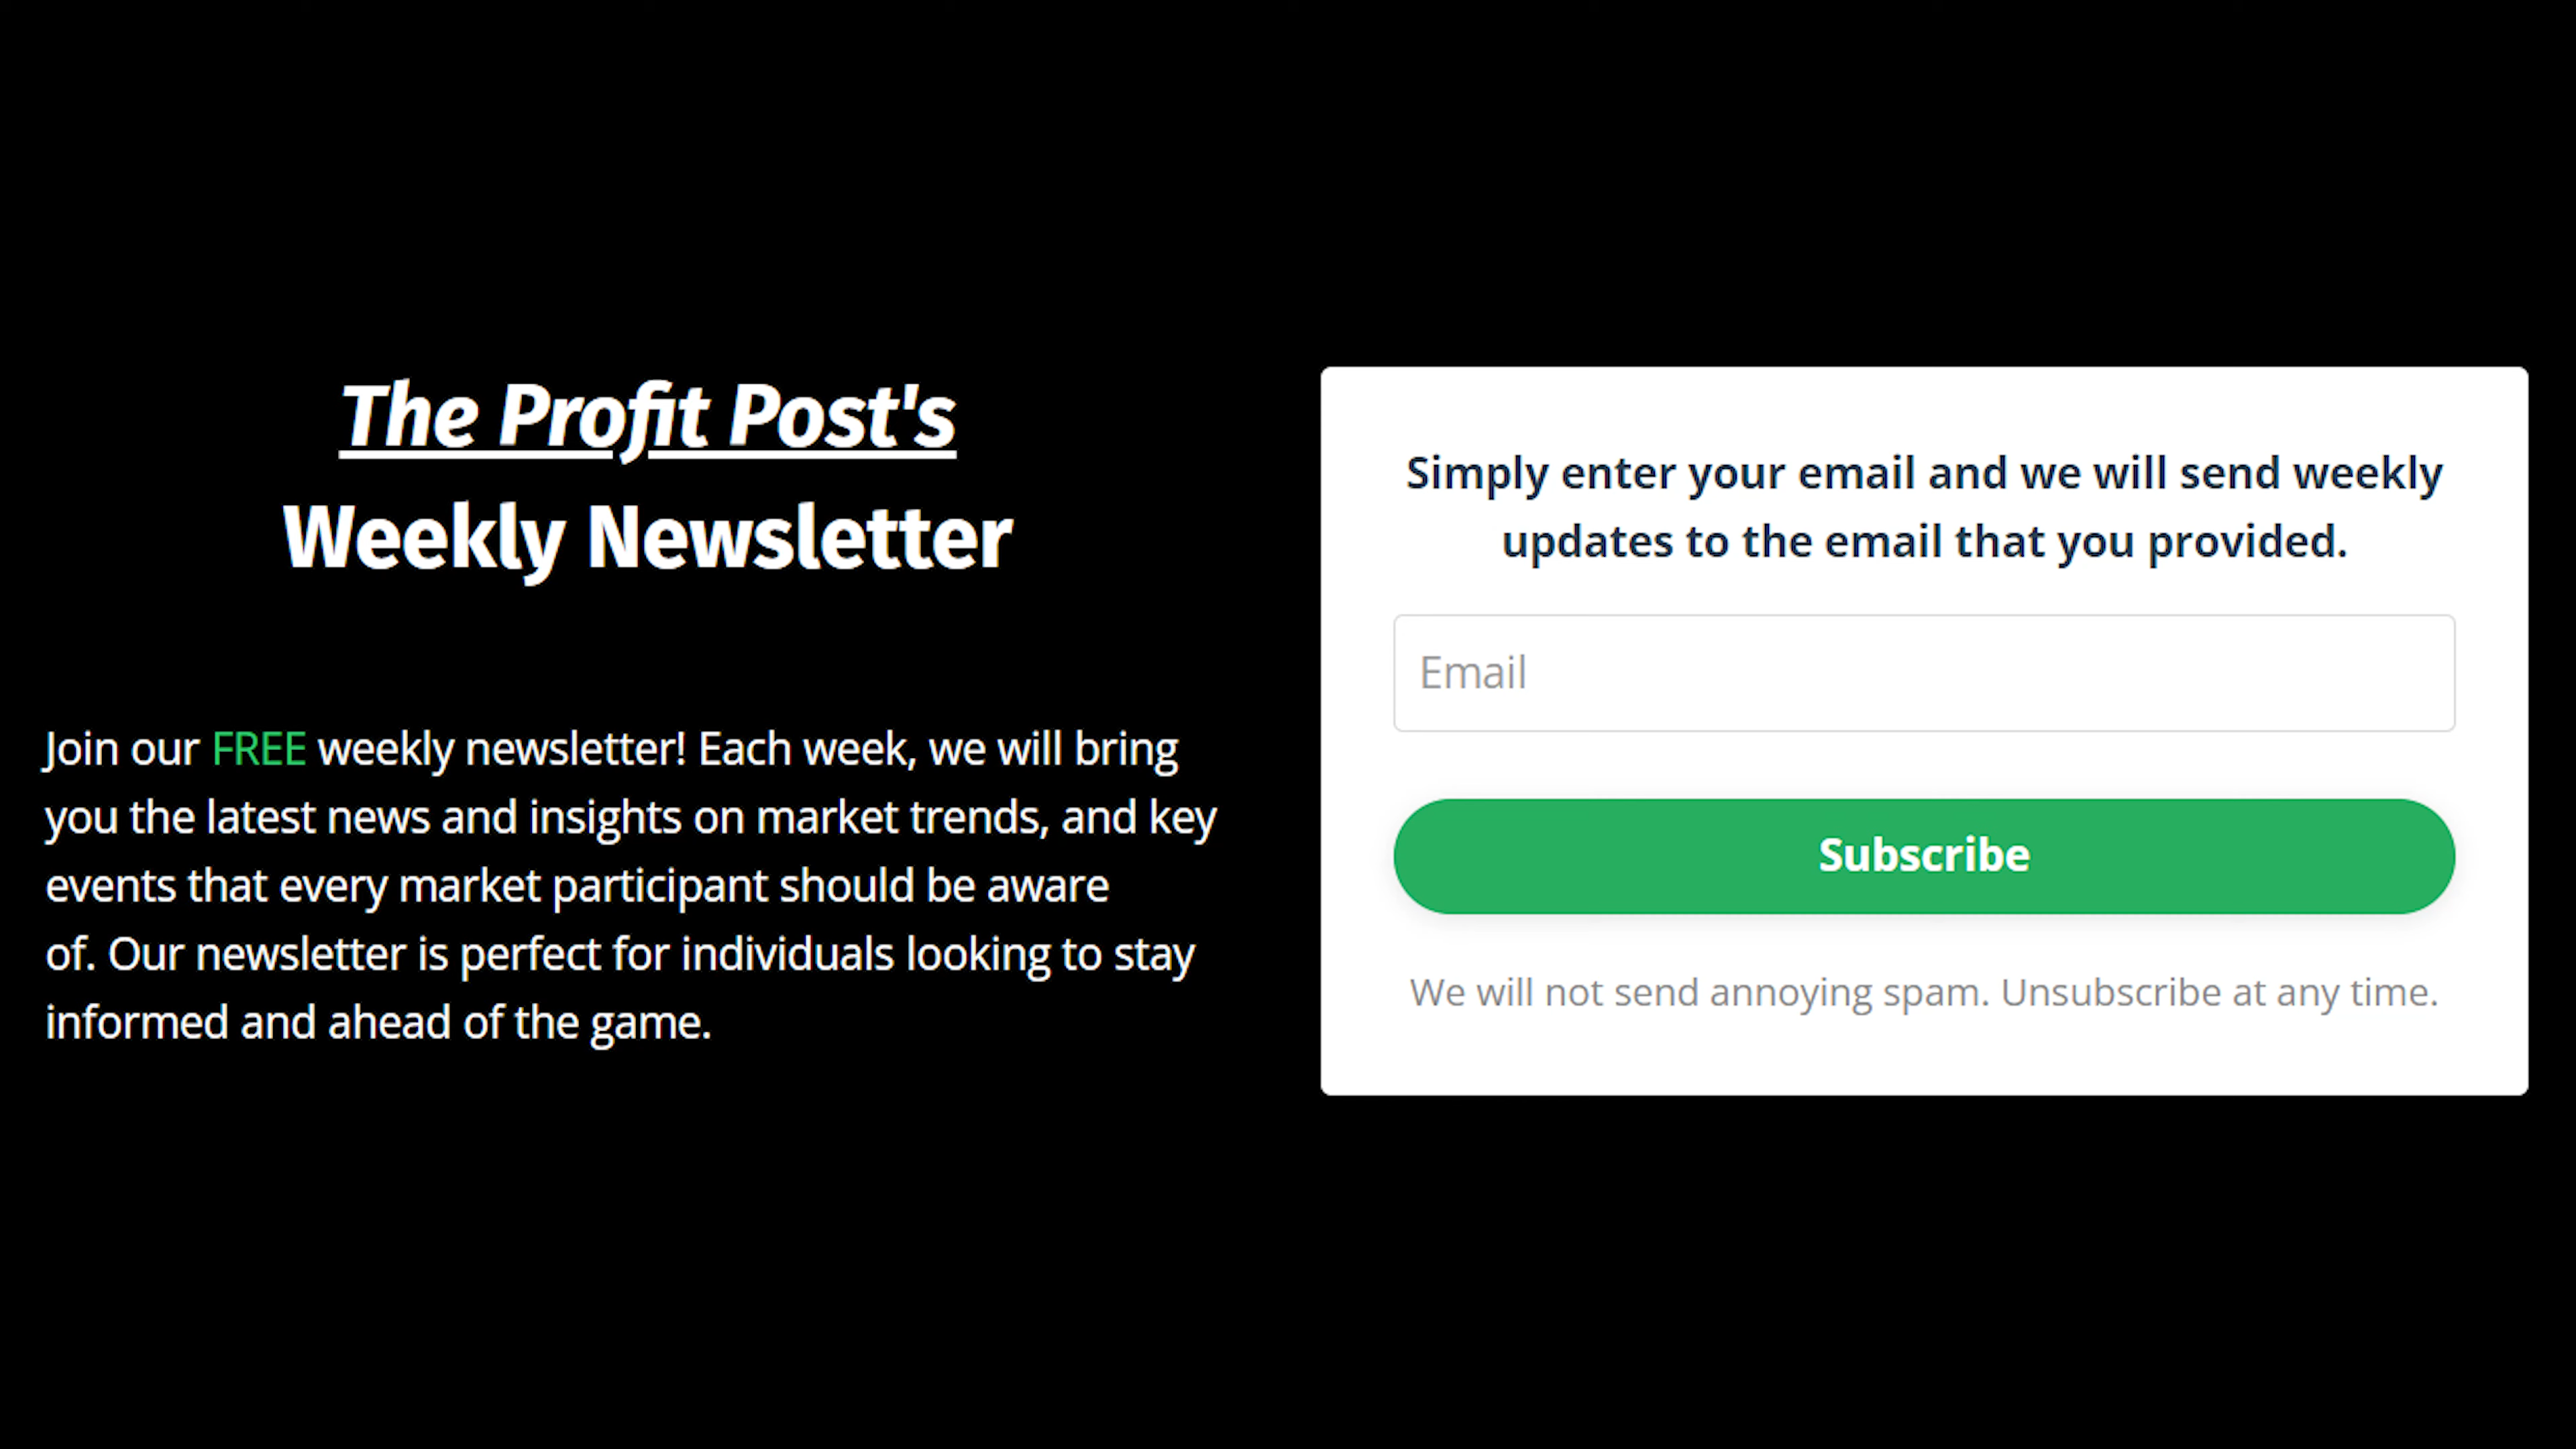 The Profit Post's
Weekly Newsletter
Join our FREE weekly newsletter! Each week, we will bring
you the latest news and insights on market trends, and key
events that every market participant should be aware
of. Our newsletter is perfect for individuals looking to stay
informed and ahead of the game.
Simply enter your email and we will send weekly
updates to the email that you provided.
Email
Subscribe
We will not send annoying spam. Unsubscribe at any time.